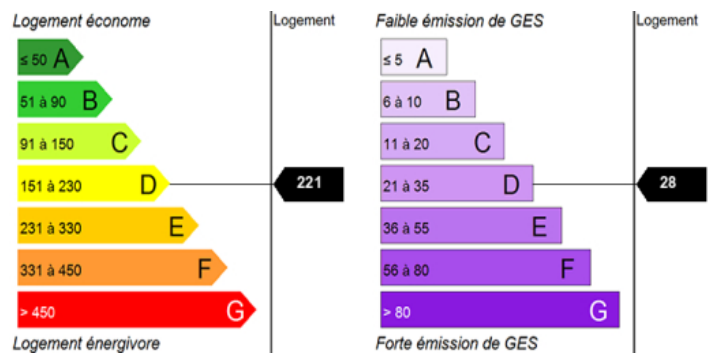 Logement économe
Logement
≤ 50 A
51 à 90 B
91 à 150 C
151 à 230 D
221
231 à 330 E
331 à 450 F
> 450 G
Logement énergivore
Faible émission de GES
Logement
≤ 5 A
6 à 10 B
11 à 20 C
21 à 35 D
28
36 à 55 E
56 à 80 F
> 80 G
Forte émission de GES